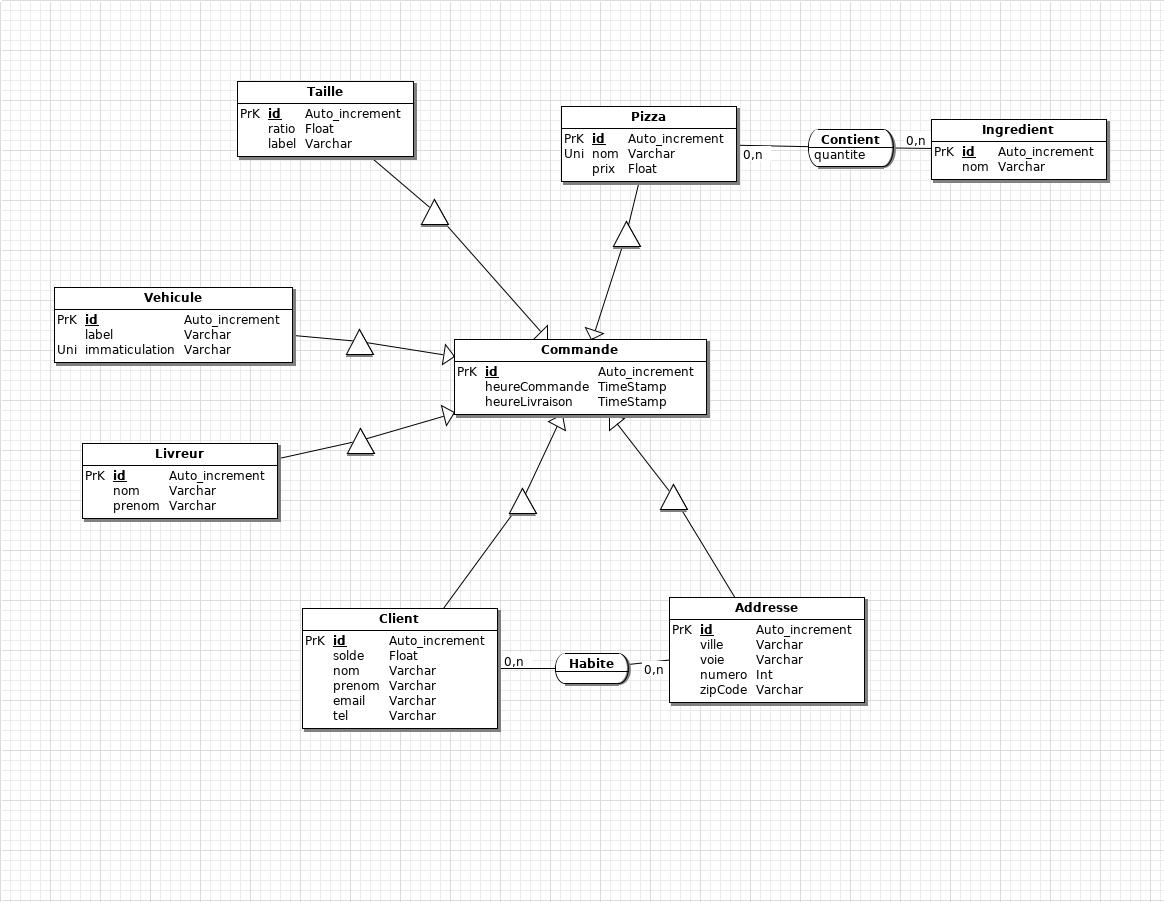 Taille
PrK id Auto_increment
ratio Float
label Varchar
Pizza
PrK id Auto_increment
Uni nom Varchar
prix Float
0,n
Contient
quantite
0,n
Ingredient
PrK id Auto_increment
nom Varchar
Vehicule
PrK id Auto_increment
label Varchar
Uni immaticulation Varchar
Commande
PrK id Auto_increment
heureCommande TimeStamp
heureLivraison TimeStamp
Livreur
PrK id Auto_increment
nom Varchar
prenom Varchar
Client
PrK id Auto_increment
solde Float
nom Varchar
prenom Varchar
email Varchar
tel Varchar
0,n
Habite
0,n
Addresse
PrK id Auto_increment
ville Varchar
voie Varchar
numero Int
zipCode Varchar